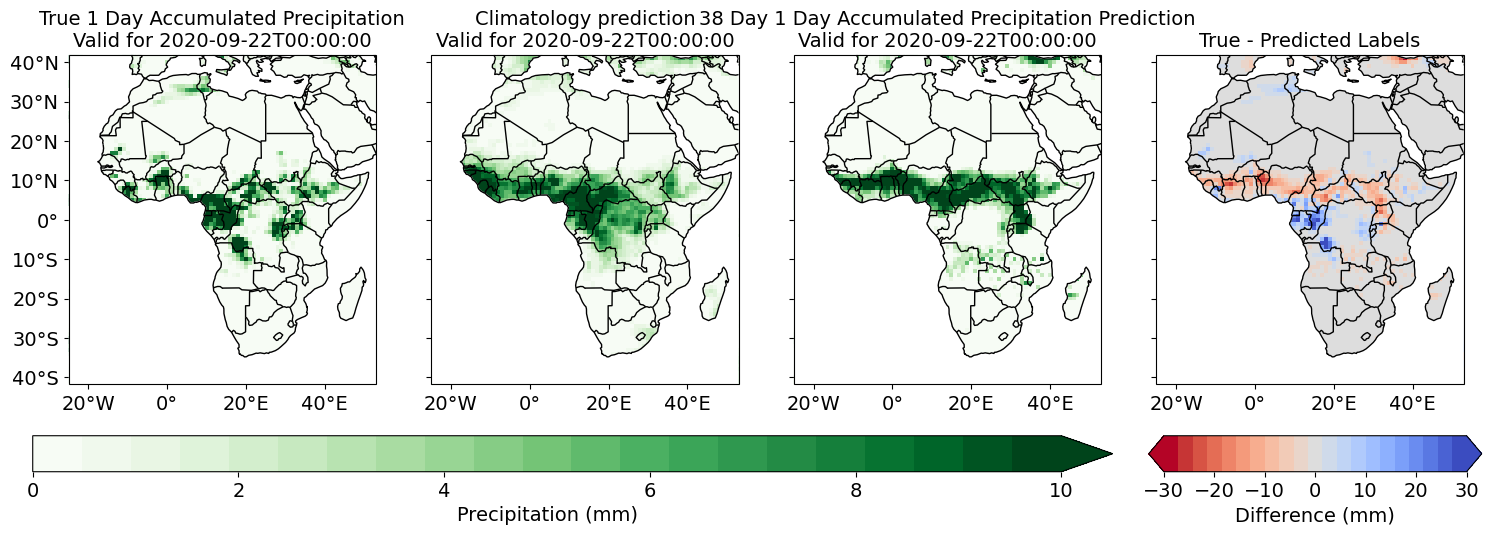 True 1 Day Accumulated Precipitation
Valid for 2020-09-22T00:00:00
Climatology prediction
Valid for 2020-09-22T00:00:00
38 Day 1 Day Accumulated Precipitation Prediction
Valid for 2020-09-22T00:00:00
True - Predicted Labels
40°N
30°N
20°N
10°N
0°
10°S
20°S
30°S
40°S
20°W 0° 20°E 40°E
20°W 0° 20°E 40°E
20°W 0° 20°E 40°E
20°W 0° 20°E 40°E
0 2 4 6 8 10
Precipitation (mm)
−30 −20 −10 0 10 20 30
Difference (mm)